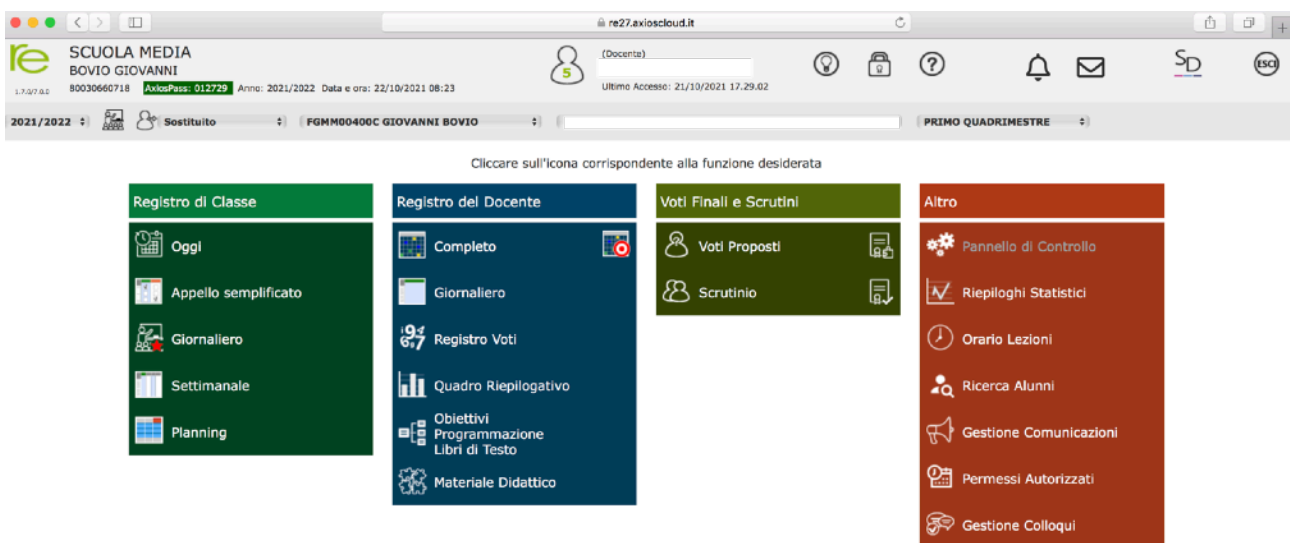 re27.axioscloud.it
re
SCUOLA MEDIA
BOVIO GIOVANNI
1.7.0/7.0.0
80030660718 AxiosPass: 012729 Anno: 2021/2022 Data e ora: 22/10/2021 08:23
5
(Docente)
Ultimo Accesso: 21/10/2021 17.29.02
?
SD
ESCI
2021/2022 Sostituito FGMM00400C GIOVANNI BOVIO PRIMO QUADRIMESTRE
Cliccare sull'icona corrispondente alla funzione desiderata
Registro di Classe
Oggi
Appello semplificato
Giornaliero
Settimanale
Planning
Registro del Docente
Completo
Giornaliero
Registro Voti
Quadro Riepilogativo
Obiettivi
Programmazione
Libri di Testo
Materiale Didattico
Voti Finali e Scrutini
Voti Proposti
Scrutinio
Altro
Pannello di Controllo
Riepiloghi Statistici
Orario Lezioni
Ricerca Alunni
Gestione Comunicazioni
Permessi Autorizzati
Gestione Colloqui